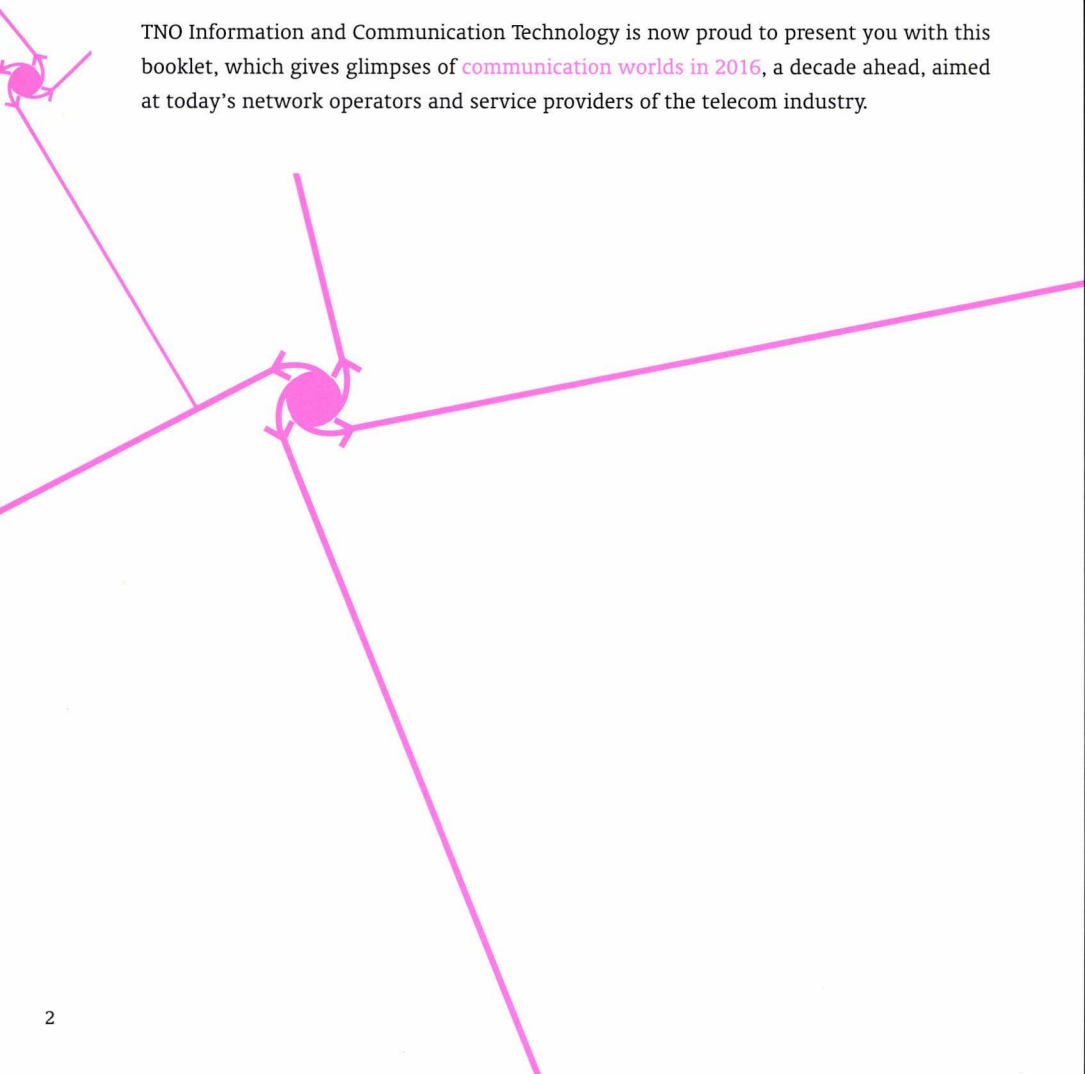 TNO Information and Communication Technology is now proud to present you with this
booklet, which gives glimpses of communication worlds in 2016, a decade ahead, aimed
at today's network operators and service providers of the telecom industry.
2